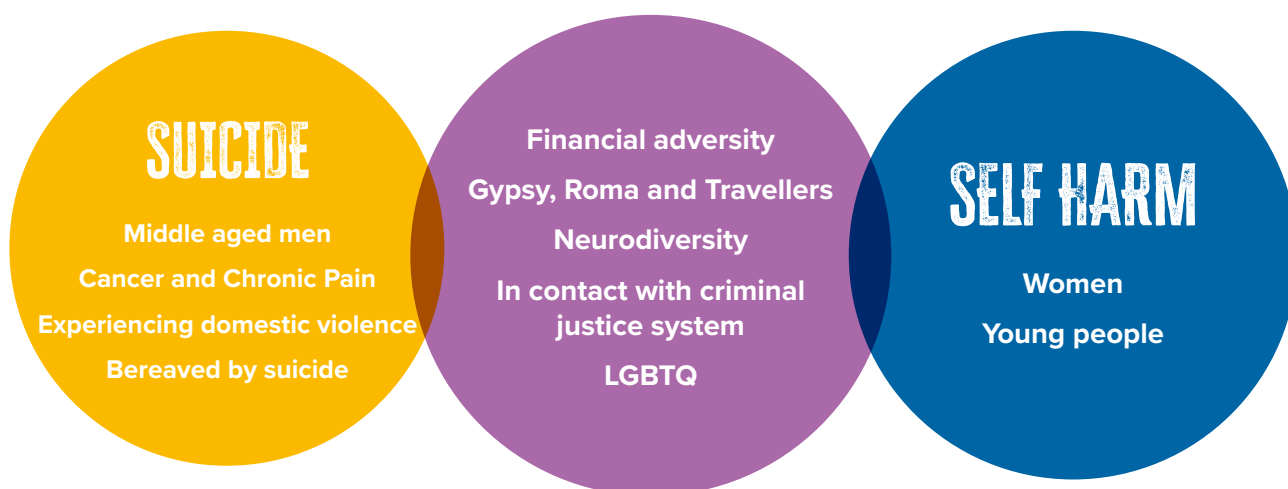 SUICIDE
Middle aged men
Cancer and Chronic Pain
Experiencing domestic violence
Bereaved by suicide
Financial adversity
Gypsy, Roma and Travellers
Neurodiversity
In contact with criminal
justice system
LGBTQ
SELF HARM
Women
Young people